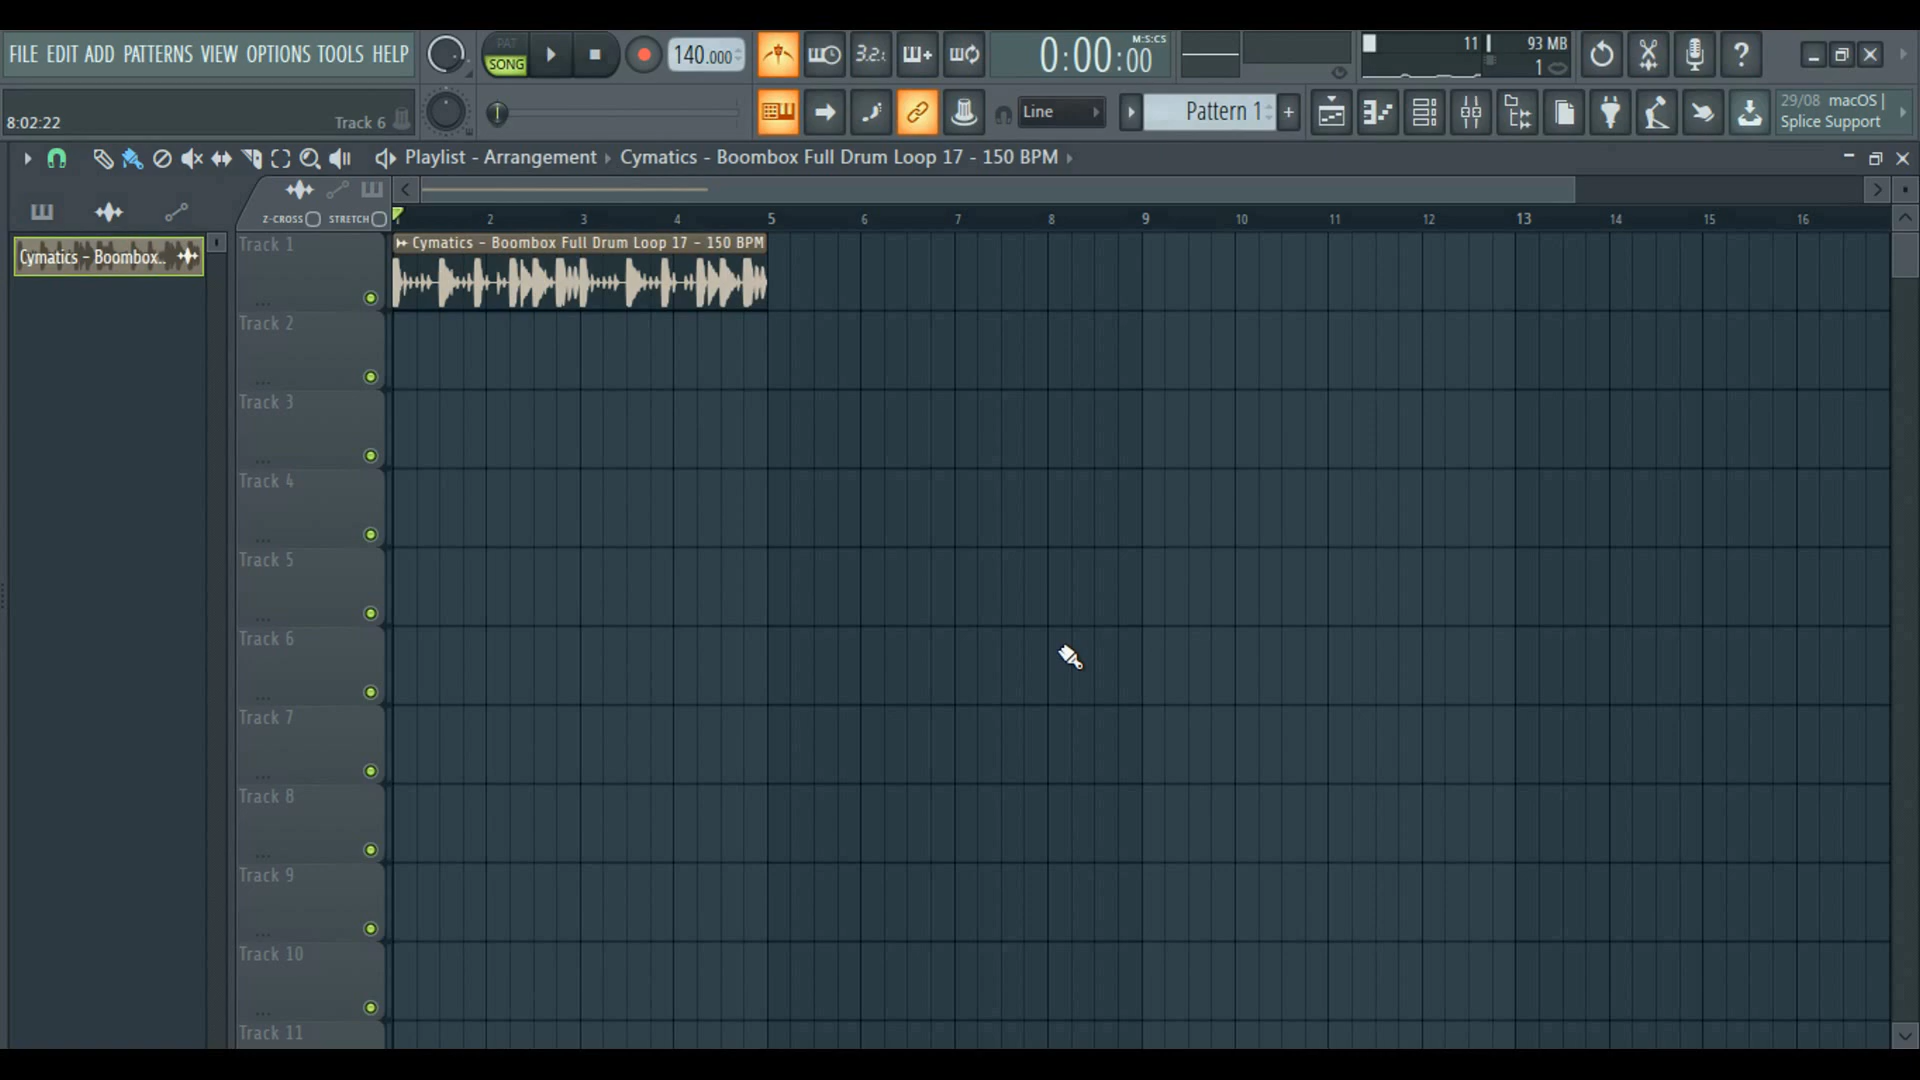 FILE EDIT ADD PATTERNS VIEW OPTIONS TOOLS HELP
PAT
SONG
140.000
3.2.
0:00:00
M:S:CS
11
93 MB
1
?
8:02:22
Track 6
Line
Pattern 1
+
29/08 macOS |
Splice Support
Playlist - Arrangement › Cymatics - Boombox Full Drum Loop 17 - 150 BPM ›
Z-CROSS
STRETCH
1 2 3 4 5 6 7 8 9 10 11 12 13 14 15 16
Cymatics - Boombox..
Cymatics - Boombox Full Drum Loop 17 - 150 BPM
Track 1
Track 2
Track 3
Track 4
Track 5
Track 6
Track 7
Track 8
Track 9
Track 10
Track 11